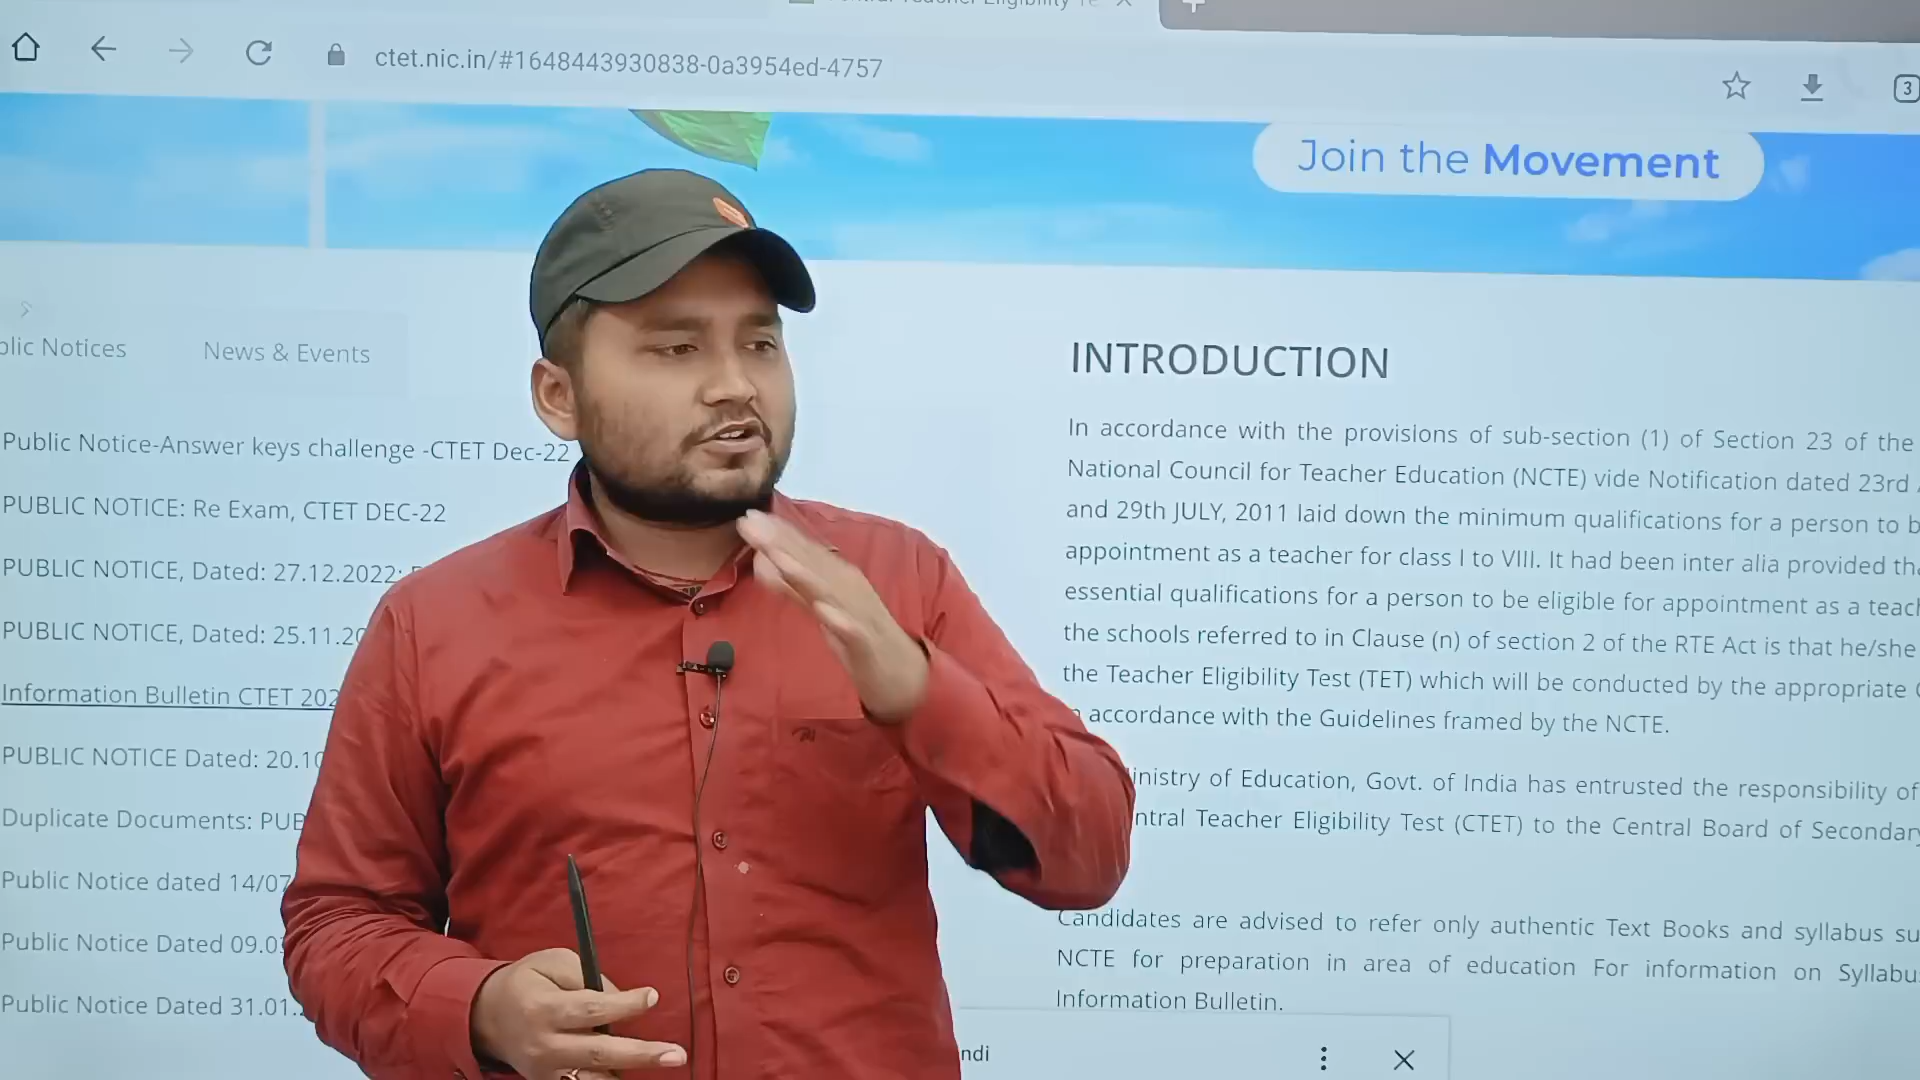 Central Teacher Eligibility Te
ctet.nic.in/#1648443930838-0a3954ed-4757
3
Join the Movement
blic Notices
News & Events
Public Notice-Answer keys challenge -CTET Dec-22
PUBLIC NOTICE: Re Exam, CTET DEC-22
PUBLIC NOTICE, Dated: 27.12.2022:
PUBLIC NOTICE, Dated: 25.11.20
Information Bulletin CTET 202
PUBLIC NOTICE Dated: 20.10
Duplicate Documents: PUB
Public Notice dated 14/07
Public Notice Dated 09.0
Public Notice Dated 31.01.
INTRODUCTION
In accordance with the provisions of sub-section (1) of Section 23 of the
National Council for Teacher Education (NCTE) vide Notification dated 23rd
and 29th JULY, 2011 laid down the minimum qualifications for a person to b
appointment as a teacher for class I to VIII. It had been inter alia provided tha
essential qualifications for a person to be eligible for appointment as a teach
the schools referred to in Clause (n) of section 2 of the RTE Act is that he/she
the Teacher Eligibility Test (TET) which will be conducted by the appropriate
accordance with the Guidelines framed by the NCTE.
inistry of Education, Govt. of India has entrusted the responsibility of
ntral Teacher Eligibility Test (CTET) to the Central Board of Secondary
Candidates are advised to refer only authentic Text Books and syllabus su
NCTE for preparation in area of education For information on Syllabu
Information Bulletin.
ndi